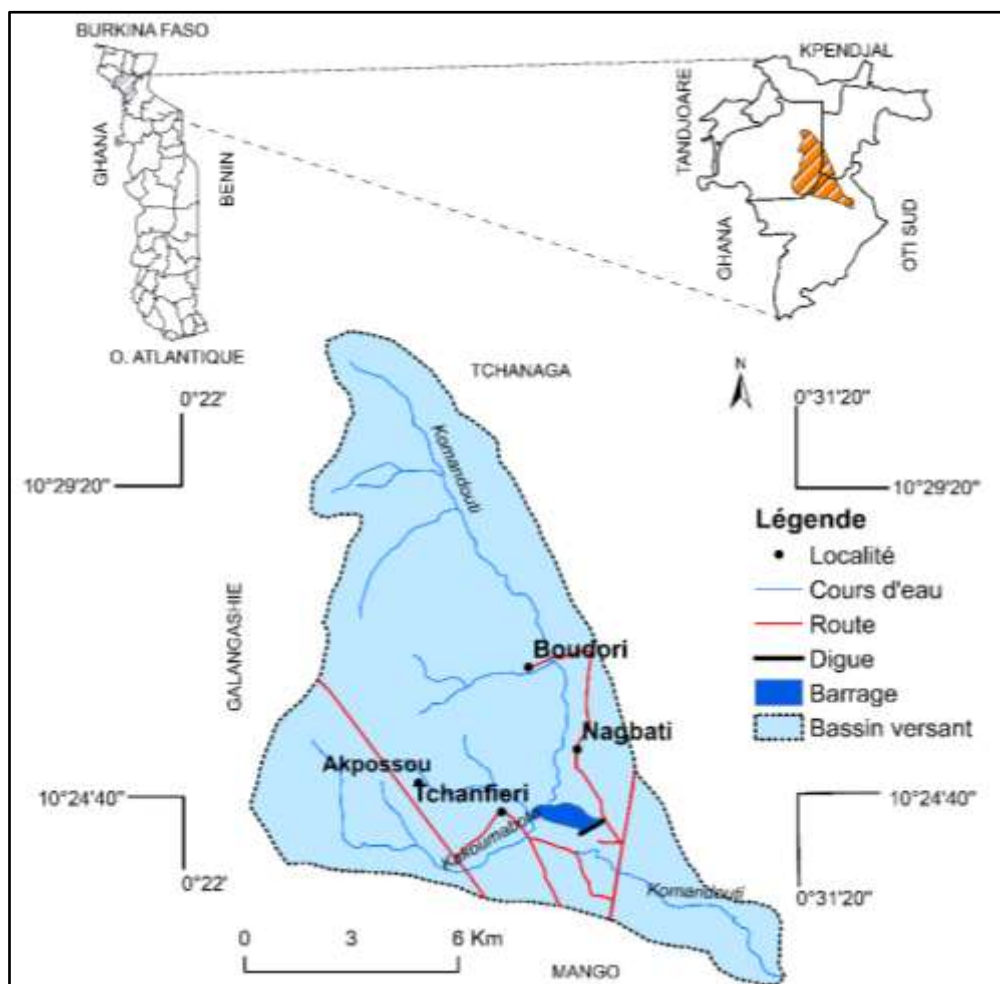 BURKINA FASO
GHANA
BENIN
O. ATLANTIQUE
KPENDJAL
TANDJOARE
GHANA
OTI SUD
TCHANAGA
N
0°22'
0°31'20"
10°29'20"
10°29'20"
Komandouti
GALANGASHIE
Boudori
Nagbati
Akpossou
Tchanfieri
Komandouti
10°24'40"
10°24'40"
0°22'
0°31'20"
Légende
Localité
Cours d'eau
Route
Digue
Barrage
Bassin versant
0 3 6 Km
MANGO